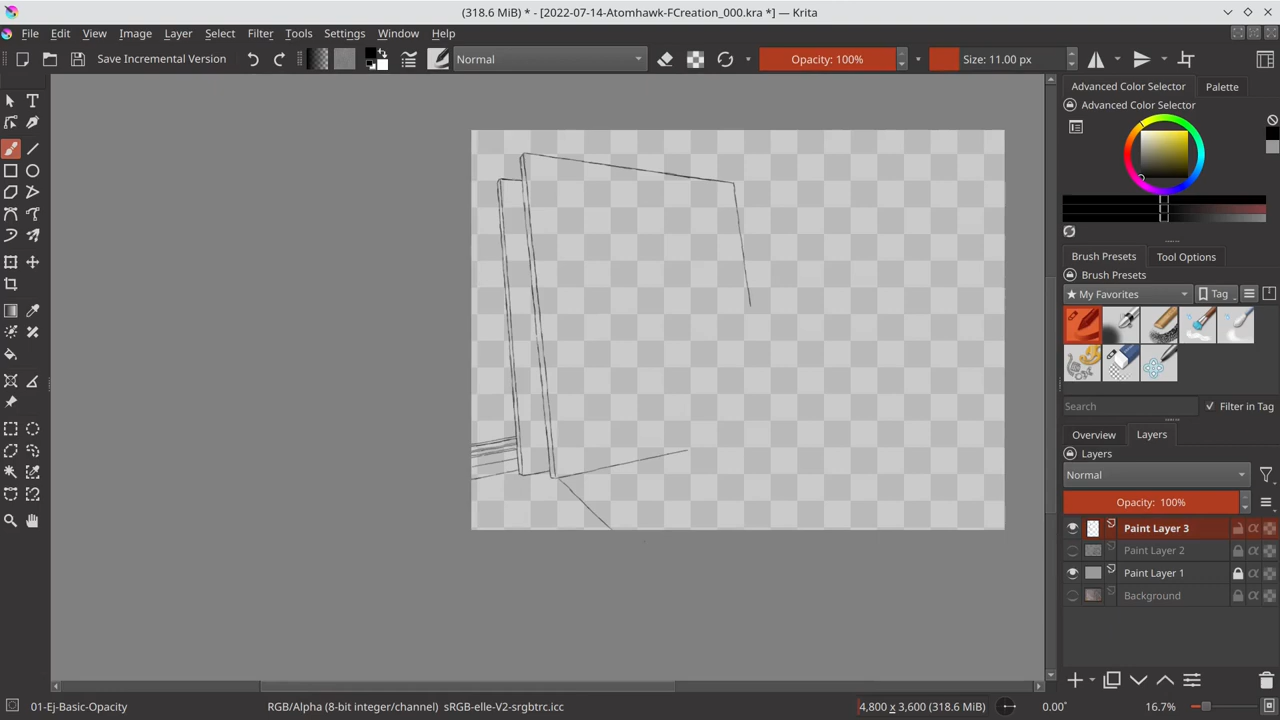 (318.6 MiB) * - [2022-07-14-Atomhawk-FCreation_000.kra *] — Krita
File Edit View Image Layer Select Filter Tools Settings Window Help
Save Incremental Version Normal Opacity: 100% Size: 11.00 px
Advanced Color Selector Palette
Advanced Color Selector
Brush Presets Tool Options
Brush Presets
★ My Favorites Tag
Search Filter in Tag
Overview Layers
Layers
Normal
Opacity: 100%
Paint Layer 3
Paint Layer 2
Paint Layer 1
Background
01-Ej-Basic-Opacity RGB/Alpha (8-bit integer/channel) sRGB-elle-V2-srgbtrc.icc 4,800 x 3,600 (318.6 MiB) 0.00° 16.7%